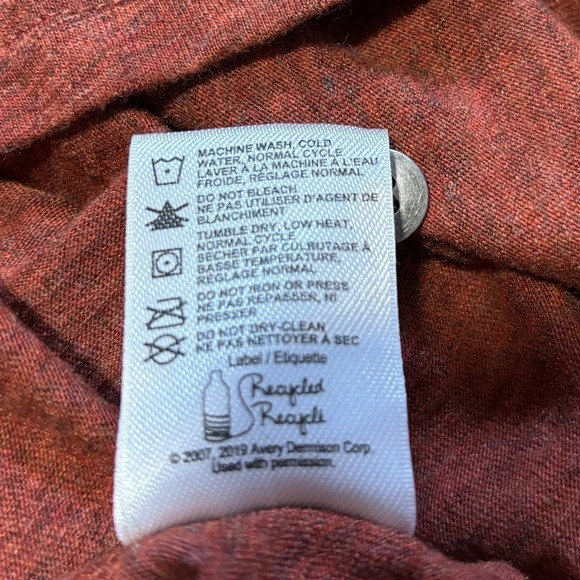 MACHINE WASH, COLD
WATER, NORMAL CYCLE
LAVER À LA MACHINE À L'EAU
FROIDE, RÉGLAGE NORMAL
DO NOT BLEACH
NE PAS UTILISER D'AGENT DE
BLANCHIMENT
TUMBLE DRY, LOW HEAT,
NORMAL CYCLE
SÉCHER PAR CULBUTAGE À
BASSE TEMPÉRATURE,
RÉGLAGE NORMAL
DO NOT IRON OR PRESS
NE PAS REPASSER, NI
PRESSER
DO NOT DRY-CLEAN
NE PAS NETTOYER À SEC
Label / Étiquette
Recycled
Recyclé
© 2007, 2019 Avery Dennison Corp.
Used with permission.